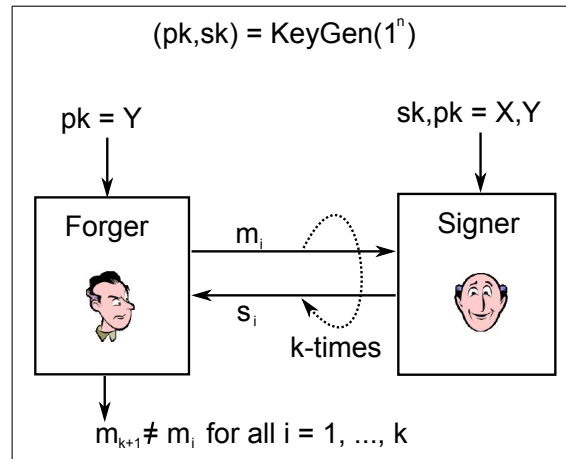 (pk,sk) = KeyGen(1ⁿ)
pk = Y
sk,pk = X,Y
Forger
Signer
mᵢ
sᵢ
k-times
mₖ₊₁ ≠ mᵢ for all i = 1, ..., k